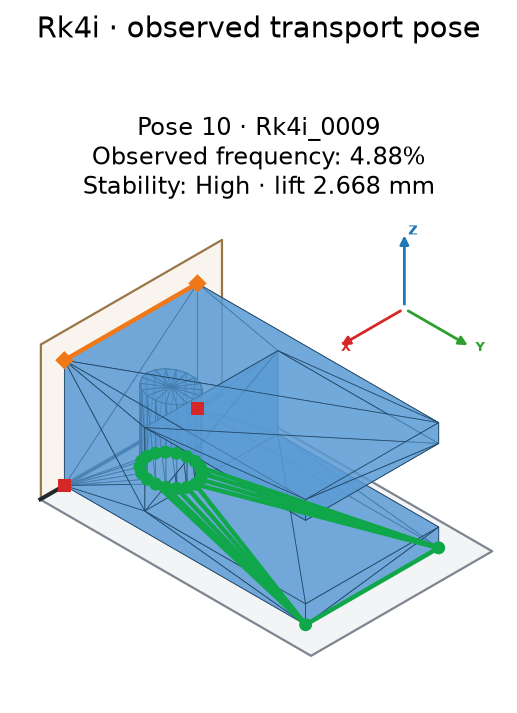 Rk4i · observed transport pose
Pose 10 · Rk4i_0009
Observed frequency: 4.88%
Stability: High · lift 2.668 mm
Z
X
Y